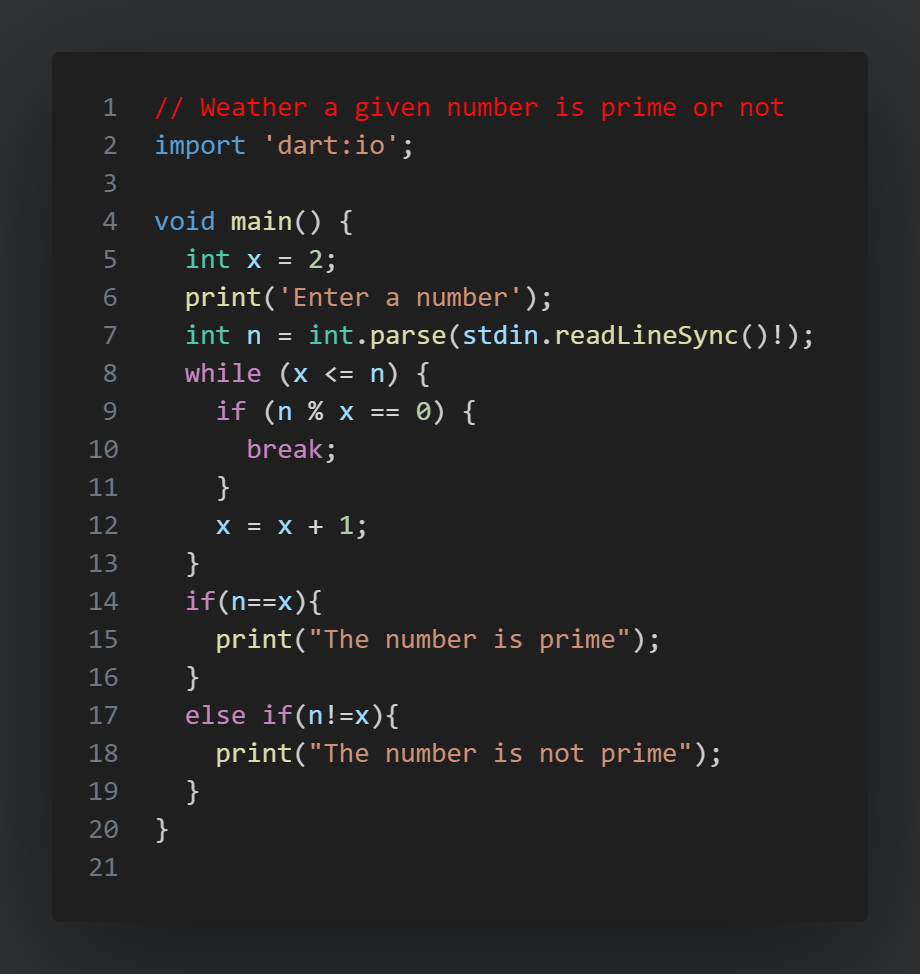 1 // Weather a given number is prime or not
2 import 'dart:io';
3
4 void main() {
5   int x = 2;
6   print('Enter a number');
7   int n = int.parse(stdin.readLineSync()!);
8   while (x <= n) {
9     if (n % x == 0) {
10       break;
11     }
12     x = x + 1;
13   }
14   if(n==x){
15     print("The number is prime");
16   }
17   else if(n!=x){
18     print("The number is not prime");
19   }
20 }
21